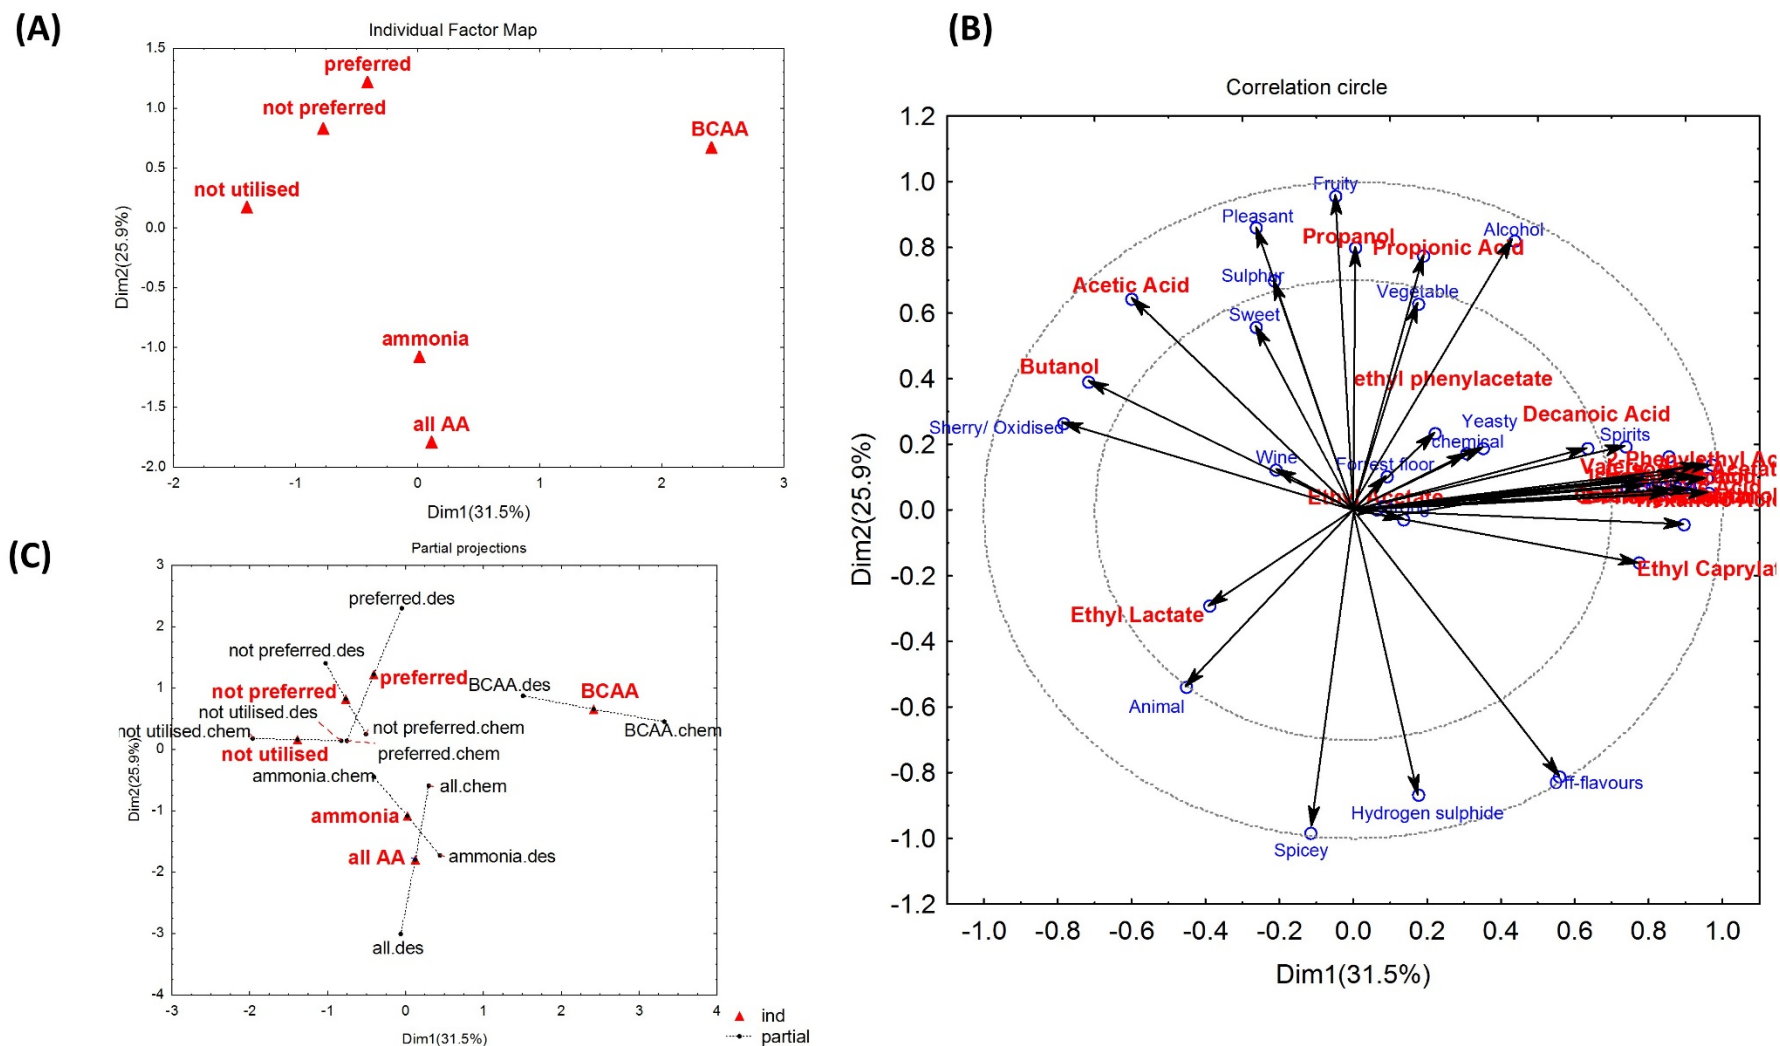 (A)
Individual Factor Map
1.5
1.0
0.5
0.0
-0.5
-1.0
-1.5
-2.0
-2
-1
0
1
2
3
Dim2(25.9%)
Dim1(31.5%)
preferred
not preferred
BCAA
not utilised
ammonia
all AA
(B)
Correlation circle
1.2
1.0
0.8
0.6
0.4
0.2
0.0
-0.2
-0.4
-0.6
-0.8
-1.0
-1.2
-1.0
-0.8
-0.6
-0.4
-0.2
0.0
0.2
0.4
0.6
0.8
1.0
Dim2(25.9%)
Dim1(31.5%)
Fruity
Pleasant
Propanol
Propionic Acid
Alcohol
Sulphur
Acetic Acid
Vegetable
Sweet
Butanol
ethyl phenylacetate
Decanoic Acid
Sherry/ Oxidised
Yeasty
chemical
Spirits
Wine
Forrest floor
2-Phenylethyl Ac
Ethyl Acetate
Ethyl Caprylat
Ethyl Lactate
Animal
Off-flavours
Hydrogen sulphide
Spicey
(C)
Partial projections
3
2
1
0
-1
-2
-3
-4
-3
-2
-1
0
1
2
3
4
Dim2(25.9%)
Dim1(31.5%)
preferred.des
not preferred.des
not preferred
preferred
BCAA.des
BCAA
not utilised.des
not utilised.chem
not preferred.chem
BCAA.chem
not utilised
preferred.chem
ammonia.chem
all.chem
ammonia
all AA
ammonia.des
all.des
ind
partial